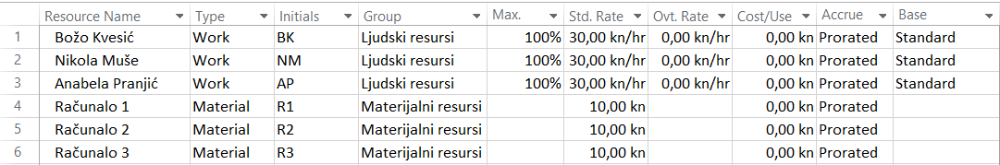 Resource Name Type Initials Group Max. Std. Rate Ovt. Rate Cost/Use Accrue Base
1 Božo Kvesić Work BK Ljudski resursi 100% 30,00 kn/hr 0,00 kn/hr 0,00 kn Prorated Standard
2 Nikola Muše Work NM Ljudski resursi 100% 30,00 kn/hr 0,00 kn/hr 0,00 kn Prorated Standard
3 Anabela Pranjić Work AP Ljudski resursi 100% 30,00 kn/hr 0,00 kn/hr 0,00 kn Prorated Standard
4 Računalo 1 Material R1 Materijalni resursi 10,00 kn 0,00 kn Prorated
5 Računalo 2 Material R2 Materijalni resursi 10,00 kn 0,00 kn Prorated
6 Računalo 3 Material R3 Materijalni resursi 10,00 kn 0,00 kn Prorated